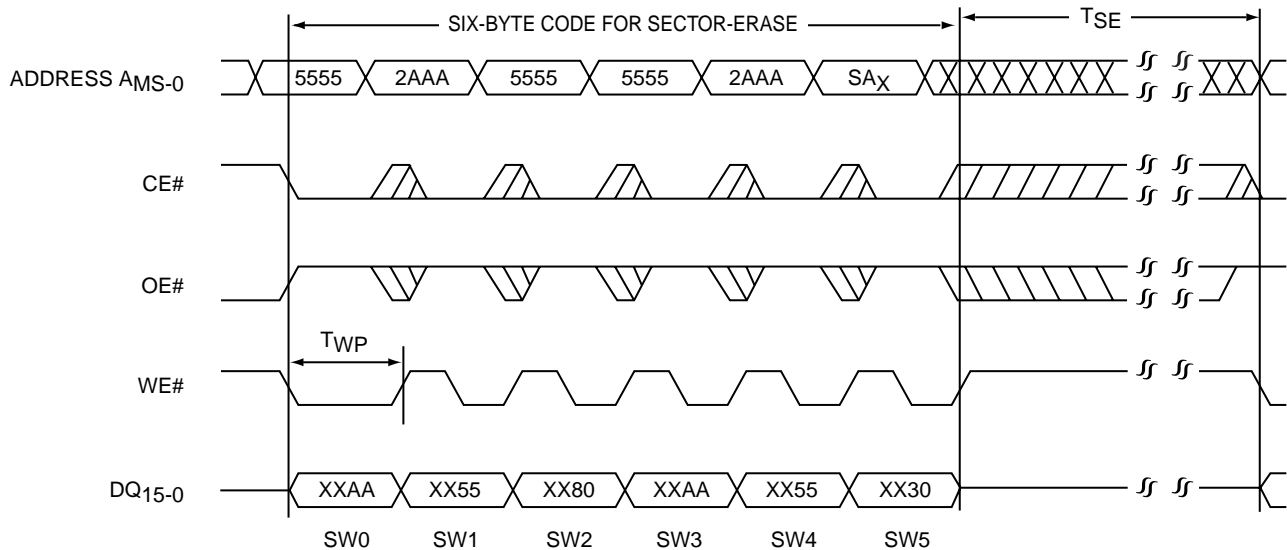 SIX-BYTE CODE FOR SECTOR-ERASE TSE
ADDRESS AMS-0 5555 2AAA 5555 5555 2AAA SAX
CE#
OE#
TWP
WE#
DQ15-0 XXAA XX55 XX80 XXAA XX55 XX30
SW0 SW1 SW2 SW3 SW4 SW5